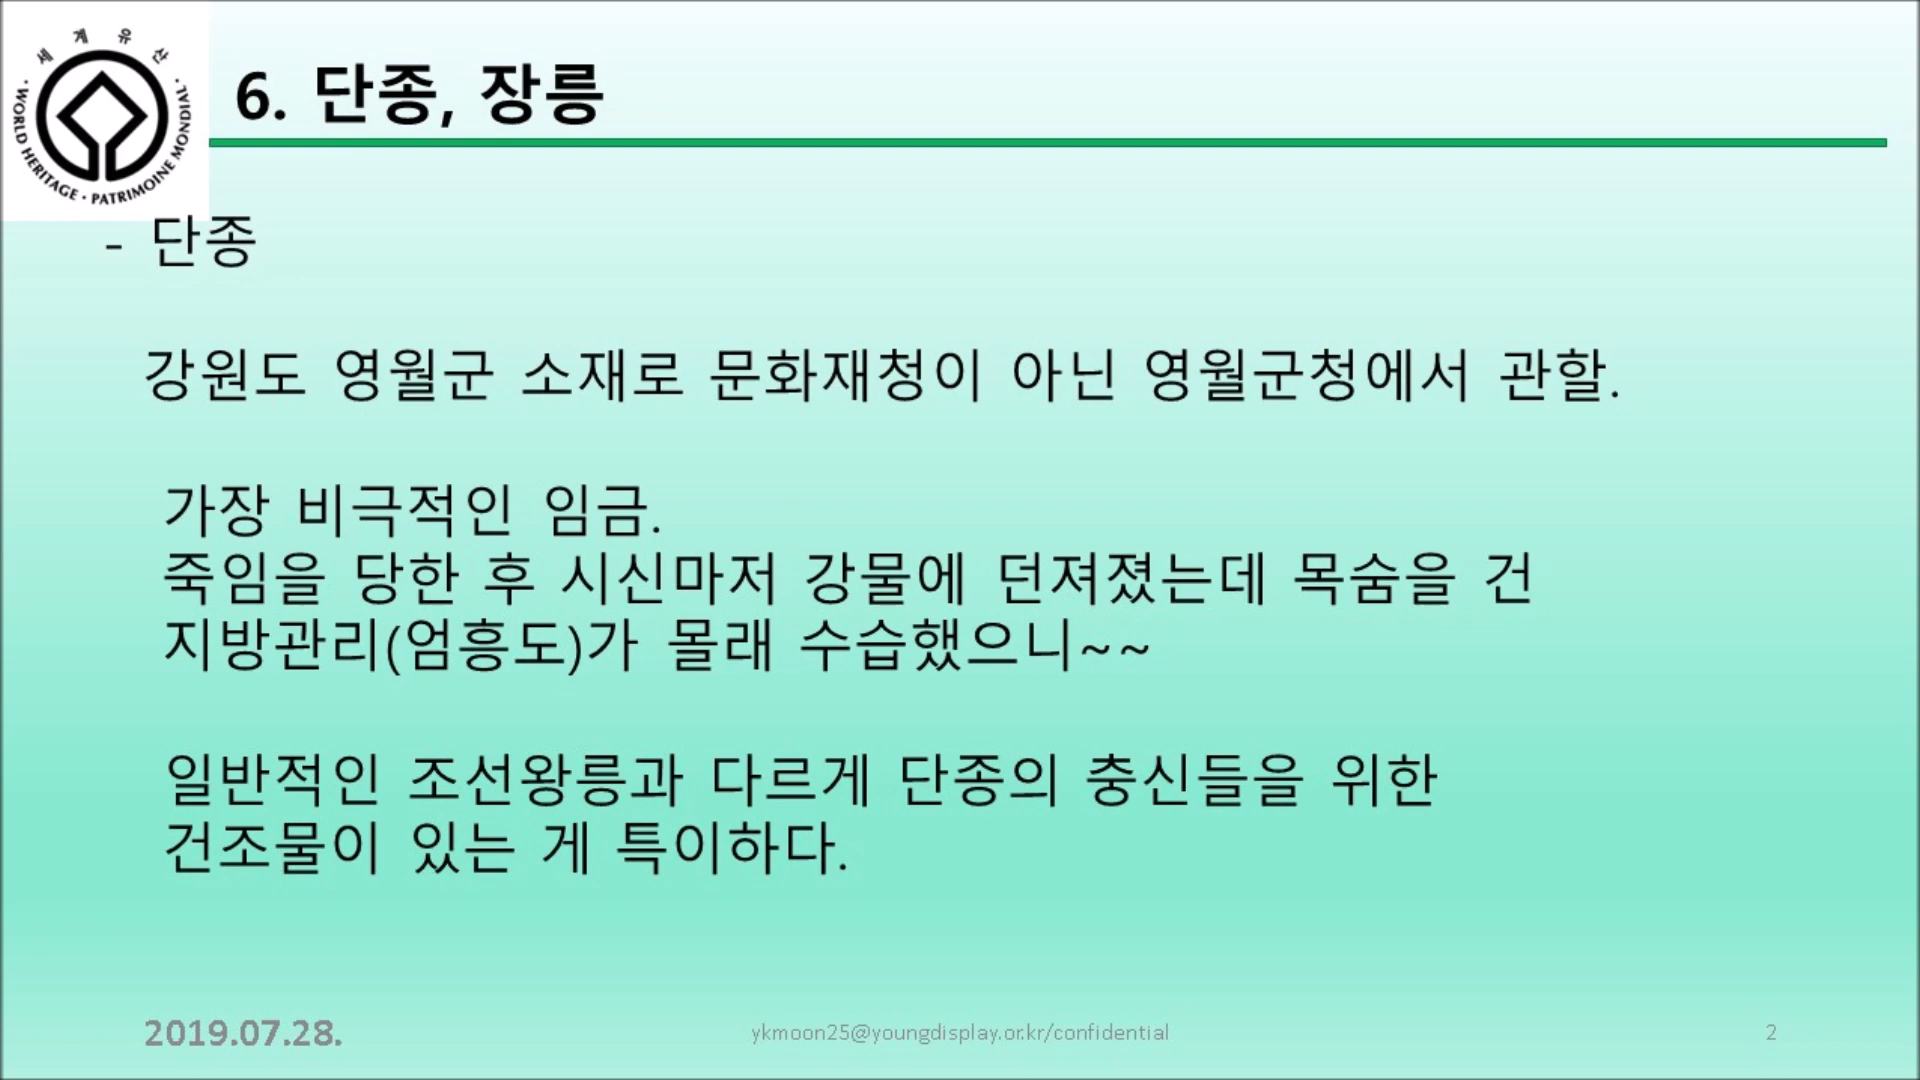 세계유산
· WORLD HERITAGE · PATRIMOINE MONDIAL ·
6. 단종, 장릉
- 단종
강원도 영월군 소재로 문화재청이 아닌 영월군청에서 관할.
가장 비극적인 임금.
죽임을 당한 후 시신마저 강물에 던져졌는데 목숨을 건
지방관리(엄흥도)가 몰래 수습했으니~~
일반적인 조선왕릉과 다르게 단종의 충신들을 위한
건조물이 있는 게 특이하다.
2019.07.28.
ykmoon25@youngdisplay.or.kr/confidential
2